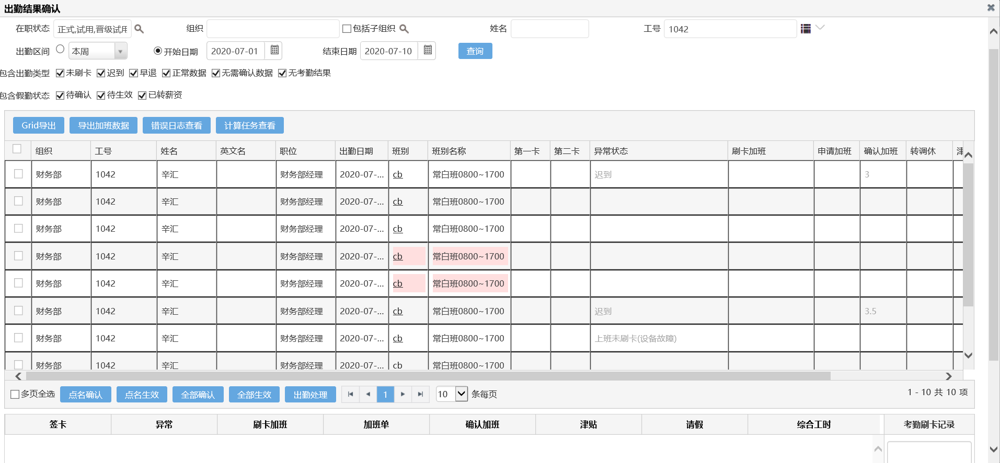 出勤结果确认
在职状态 正式,试用,晋级试用 组织 包括子组织 姓名 工号 1042
出勤区间 本周 开始日期 2020-07-01 结束日期 2020-07-10 查询
包含出勤类型 未刷卡 迟到 早退 正常数据 无需确认数据 无考勤结果
包含假勤状态 待确认 待生效 已转薪资
Grid导出 导出加班数据 错误日志查看 计算任务查看
组织 工号 姓名 英文名 职位 出勤日期 班别 班别名称 第一卡 第二卡 异常状态 刷卡加班 申请加班 确认加班 转调休
财务部 1042 辛汇 财务部经理 2020-07-... cb 常白班0800~1700 迟到 3
财务部 1042 辛汇 财务部经理 2020-07-... cb 常白班0800~1700
财务部 1042 辛汇 财务部经理 2020-07-... cb 常白班0800~1700
财务部 1042 辛汇 财务部经理 2020-07-... cb 常白班0800~1700
财务部 1042 辛汇 财务部经理 2020-07-... cb 常白班0800~1700
财务部 1042 辛汇 财务部经理 2020-07-... cb 常白班0800~1700 迟到 3.5
财务部 1042 辛汇 财务部经理 2020-07-... cb 常白班0800~1700 上班未刷卡(设备故障)
财务部 1042 辛汇 财务部经理 2020-07-... cb 常白班0800~1700
多页全选 点名确认 点名生效 全部确认 全部生效 出勤处理 1 10 条每页 1 - 10 共 10 项
签卡 异常 刷卡加班 加班单 确认加班 津贴 请假 综合工时 考勤刷卡记录